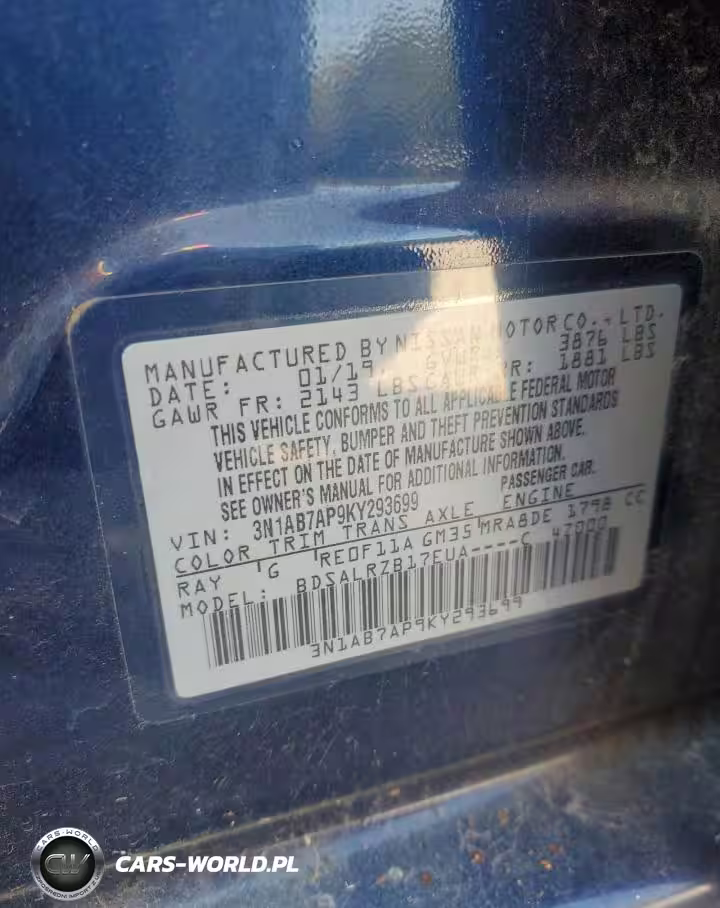 MANUFACTURED BY NISSAN MOTOR CO., LTD.
DATE: 01/19 GVWR: 3876 LBS
GAWR FR: 2143 LBS GAWR RR: 1881 LBS
THIS VEHICLE CONFORMS TO ALL APPLICABLE FEDERAL MOTOR
VEHICLE SAFETY, BUMPER AND THEFT PREVENTION STANDARDS
IN EFFECT ON THE DATE OF MANUFACTURE SHOWN ABOVE.
SEE OWNER'S MANUAL FOR ADDITIONAL INFORMATION.
VIN: 3N1AB7AP9KY293699 PASSENGER CAR.
COLOR TRIM TRANS AXLE ENGINE
RAY G RE0F11A GM35 MRA8DE 1798 CC
MODEL: BDSALRZB17EUA----C 47000
3N1AB7AP9KY293699
CARS-WORLD
CW
CARS-WORLD.PL